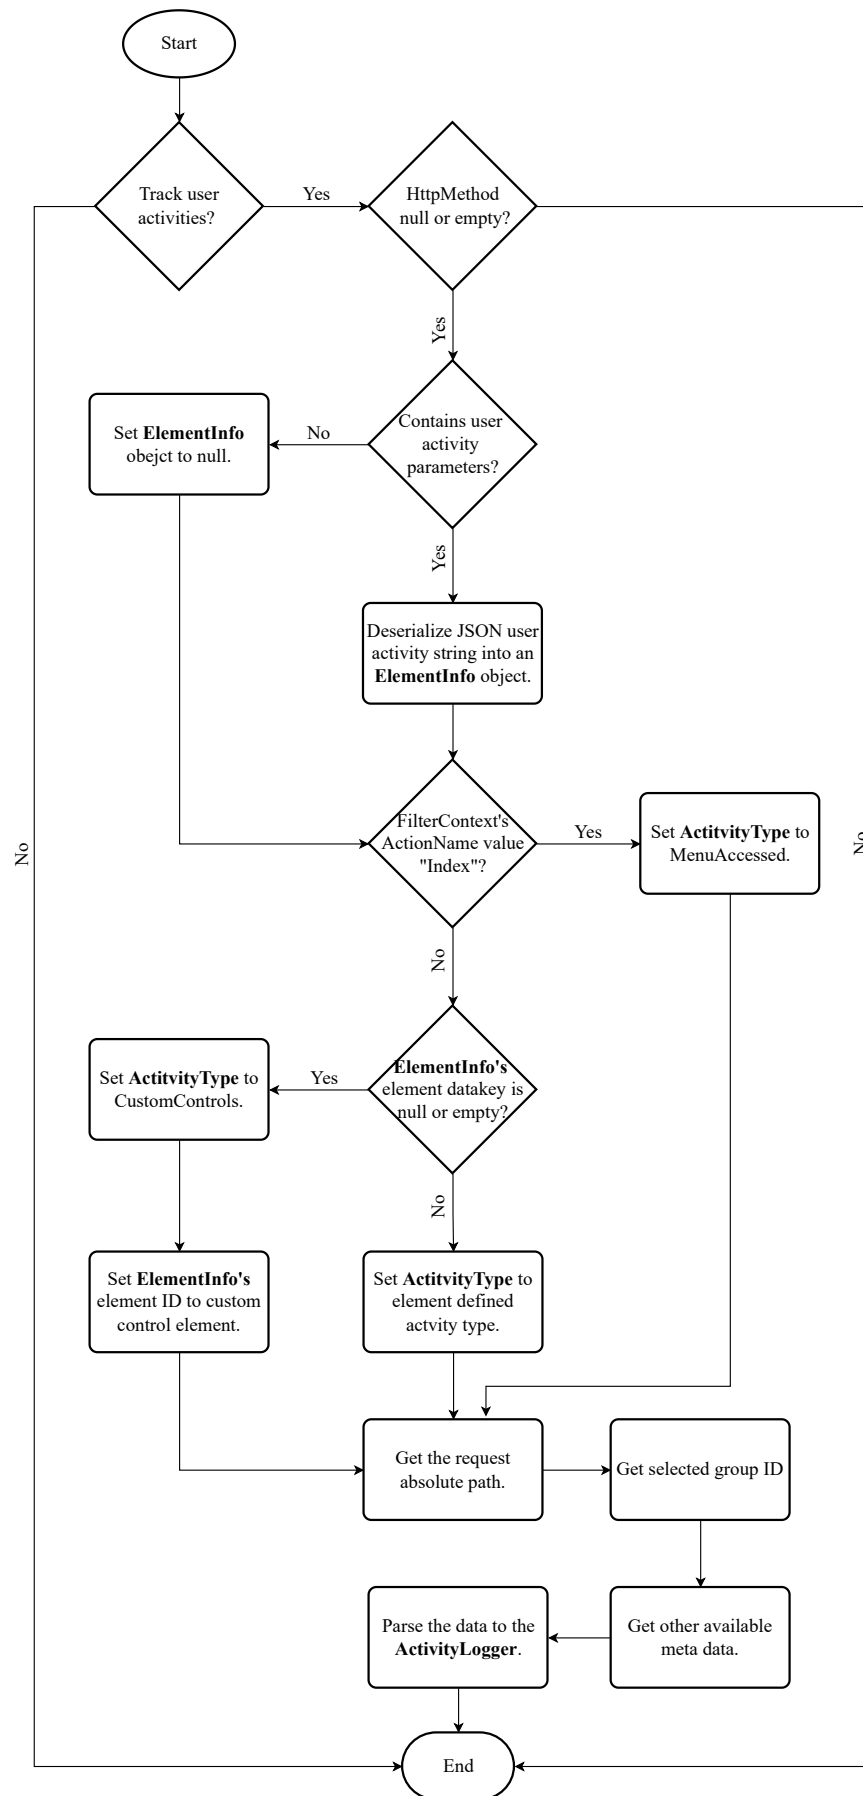 Start
Track user
activities?
Yes
HttpMethod
null or empty?
Yes
Contains user
activity
parameters?
No
Set ElementInfo
obejct to null.
Yes
Deserialize JSON user
activity string into an
ElementInfo object.
FilterContext's
ActionName value
"Index"?
Yes
Set ActitvityType to
MenuAccessed.
No
No
No
ElementInfo's
element datakey is
null or empty?
Yes
Set ActitvityType to
CustomControls.
No
Set ElementInfo's
element ID to custom
control element.
Set ActitvityType to
element defined
actvity type.
Get the request
absolute path.
Get selected group ID
Get other available
meta data.
Parse the data to the
ActivityLogger.
End